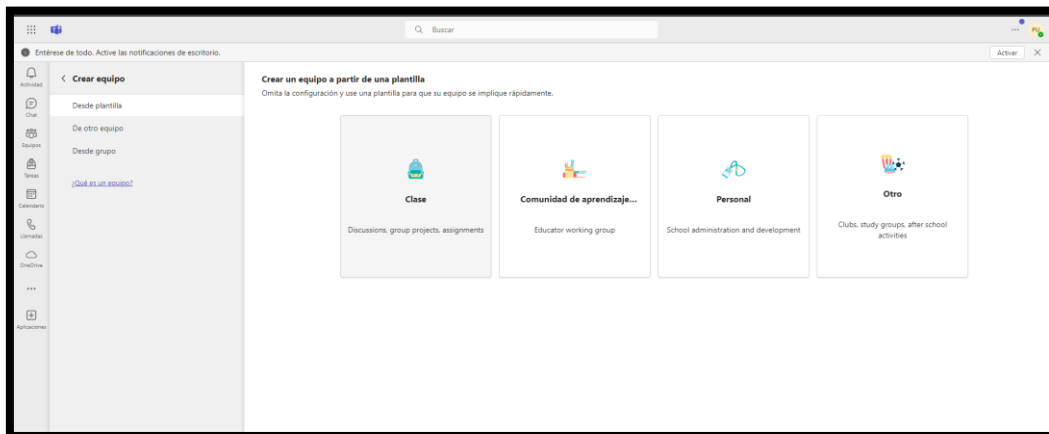 Buscar
PU
Entérese de todo. Active las notificaciones de escritorio.
Activar
Actividad
Chat
Equipos
Tareas
Calendario
Llamadas
OneDrive
Aplicaciones
Crear equipo
Desde plantilla
De otro equipo
Desde grupo
¿Qué es un equipo?
Crear un equipo a partir de una plantilla
Omita la configuración y use una plantilla para que su equipo se implique rápidamente.
Clase
Discussions, group projects, assignments
Comunidad de aprendizaje...
Educator working group
Personal
School administration and development
Otro
Clubs, study groups, after school
activities